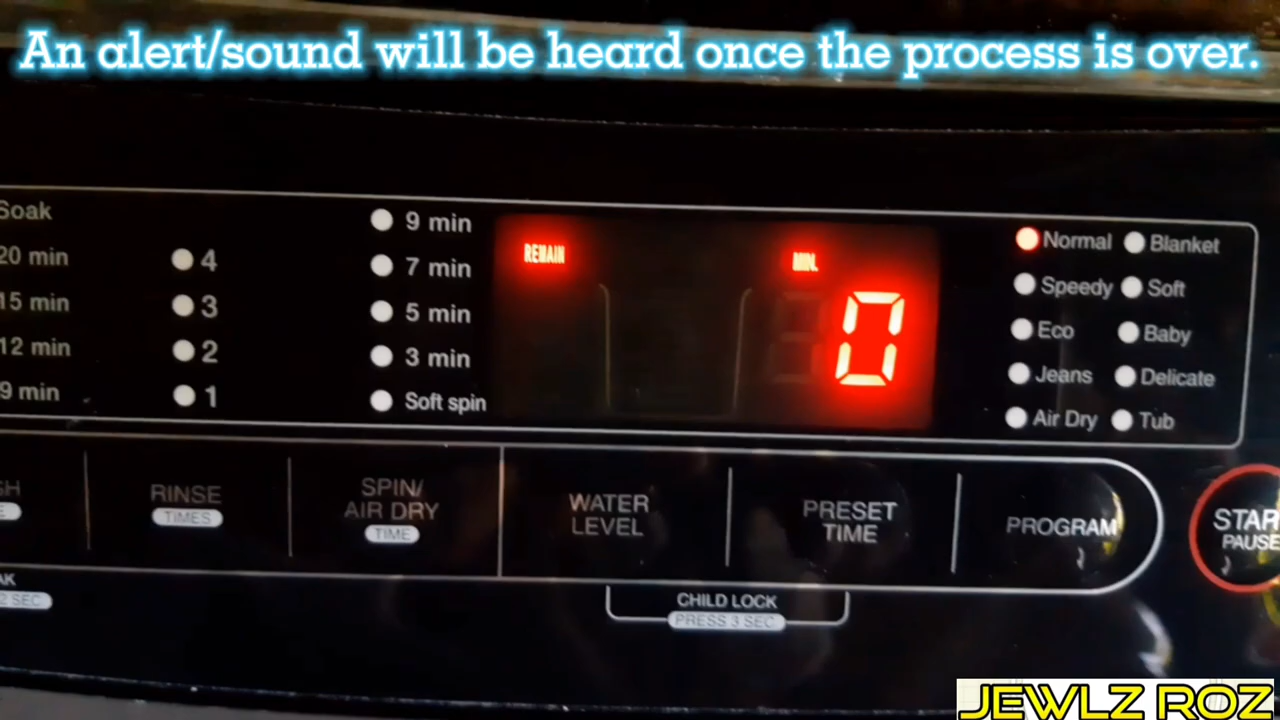 An alert/sound will be heard once the process is over.
Soak
20 min
15 min
12 min
9 min
4
3
2
1
9 min
7 min
5 min
3 min
Soft spin
REMAIN
MIN.
0
Normal
Blanket
Speedy
Soft
Eco
Baby
Jeans
Delicate
Air Dry
Tub
RINSE
TIMES
SPIN/
AIR DRY
TIME
WATER
LEVEL
PRESET
TIME
PROGRAM
STAR
PAUSE
CHILD LOCK
PRESS 3 SEC
2 SEC
JEWLZ ROZ